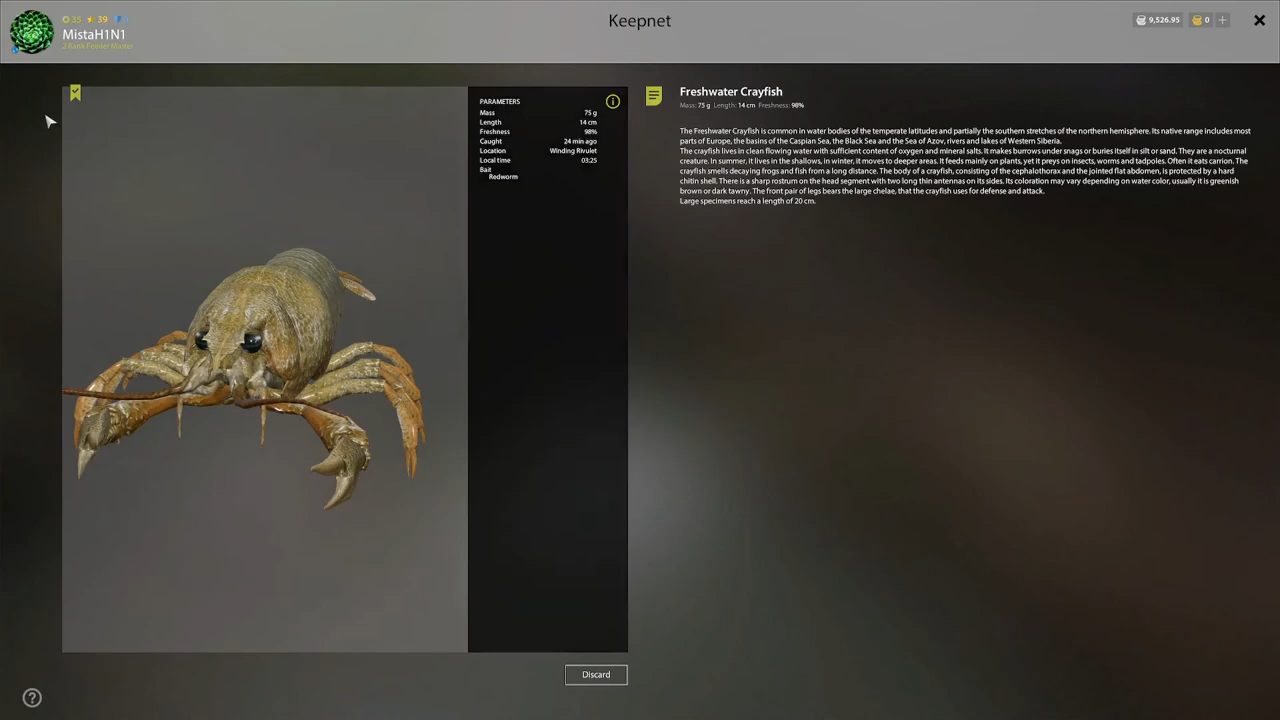 35 39 1
MistaH1N1
2 Rank Feeder Master
Keepnet
9,526.95 0
PARAMETERS
Mass 75 g
Length 14 cm
Freshness 98%
Caught 24 min ago
Location Winding Rivulet
Local time 03:25
Bait
Redworm
Freshwater Crayfish
Mass: 75 g Length: 14 cm Freshness: 98%
The Freshwater Crayfish is common in water bodies of the temperate latitudes and partially the southern stretches of the northern hemisphere. Its native range includes most
parts of Europe, the basins of the Caspian Sea, the Black Sea and the Sea of Azov, rivers and lakes of Western Siberia.
The crayfish lives in clean flowing water with sufficient content of oxygen and mineral salts. It makes burrows under snags or buries itself in silt or sand. They are a nocturnal
creature. In summer, it lives in the shallows, in winter, it moves to deeper areas. It feeds mainly on plants, yet it preys on insects, worms and tadpoles. Often it eats carrion. The
crayfish smells decaying frogs and fish from a long distance. The body of a crayfish, consisting of the cephalothorax and the jointed flat abdomen, is protected by a hard
chitin shell. There is a sharp rostrum on the head segment with two long thin antennas on its sides. Its coloration may vary depending on water color, usually it is greenish
brown or dark tawny. The front pair of legs bears the large chelae, that the crayfish uses for defense and attack.
Large specimens reach a length of 20 cm.
Discard